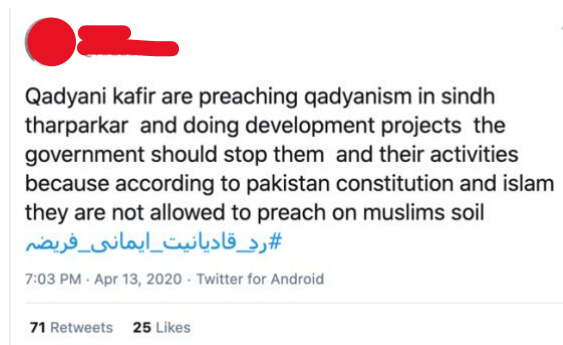 Qadyani kafir are preaching qadyanism in sindh
tharparkar and doing development projects the
government should stop them and their activities
because according to pakistan constitution and islam
they are not allowed to preach on muslims soil
#ردِ_قادیانیت_ایمانی_فریضہ
7:03 PM · Apr 13, 2020 · Twitter for Android
71 Retweets 25 Likes